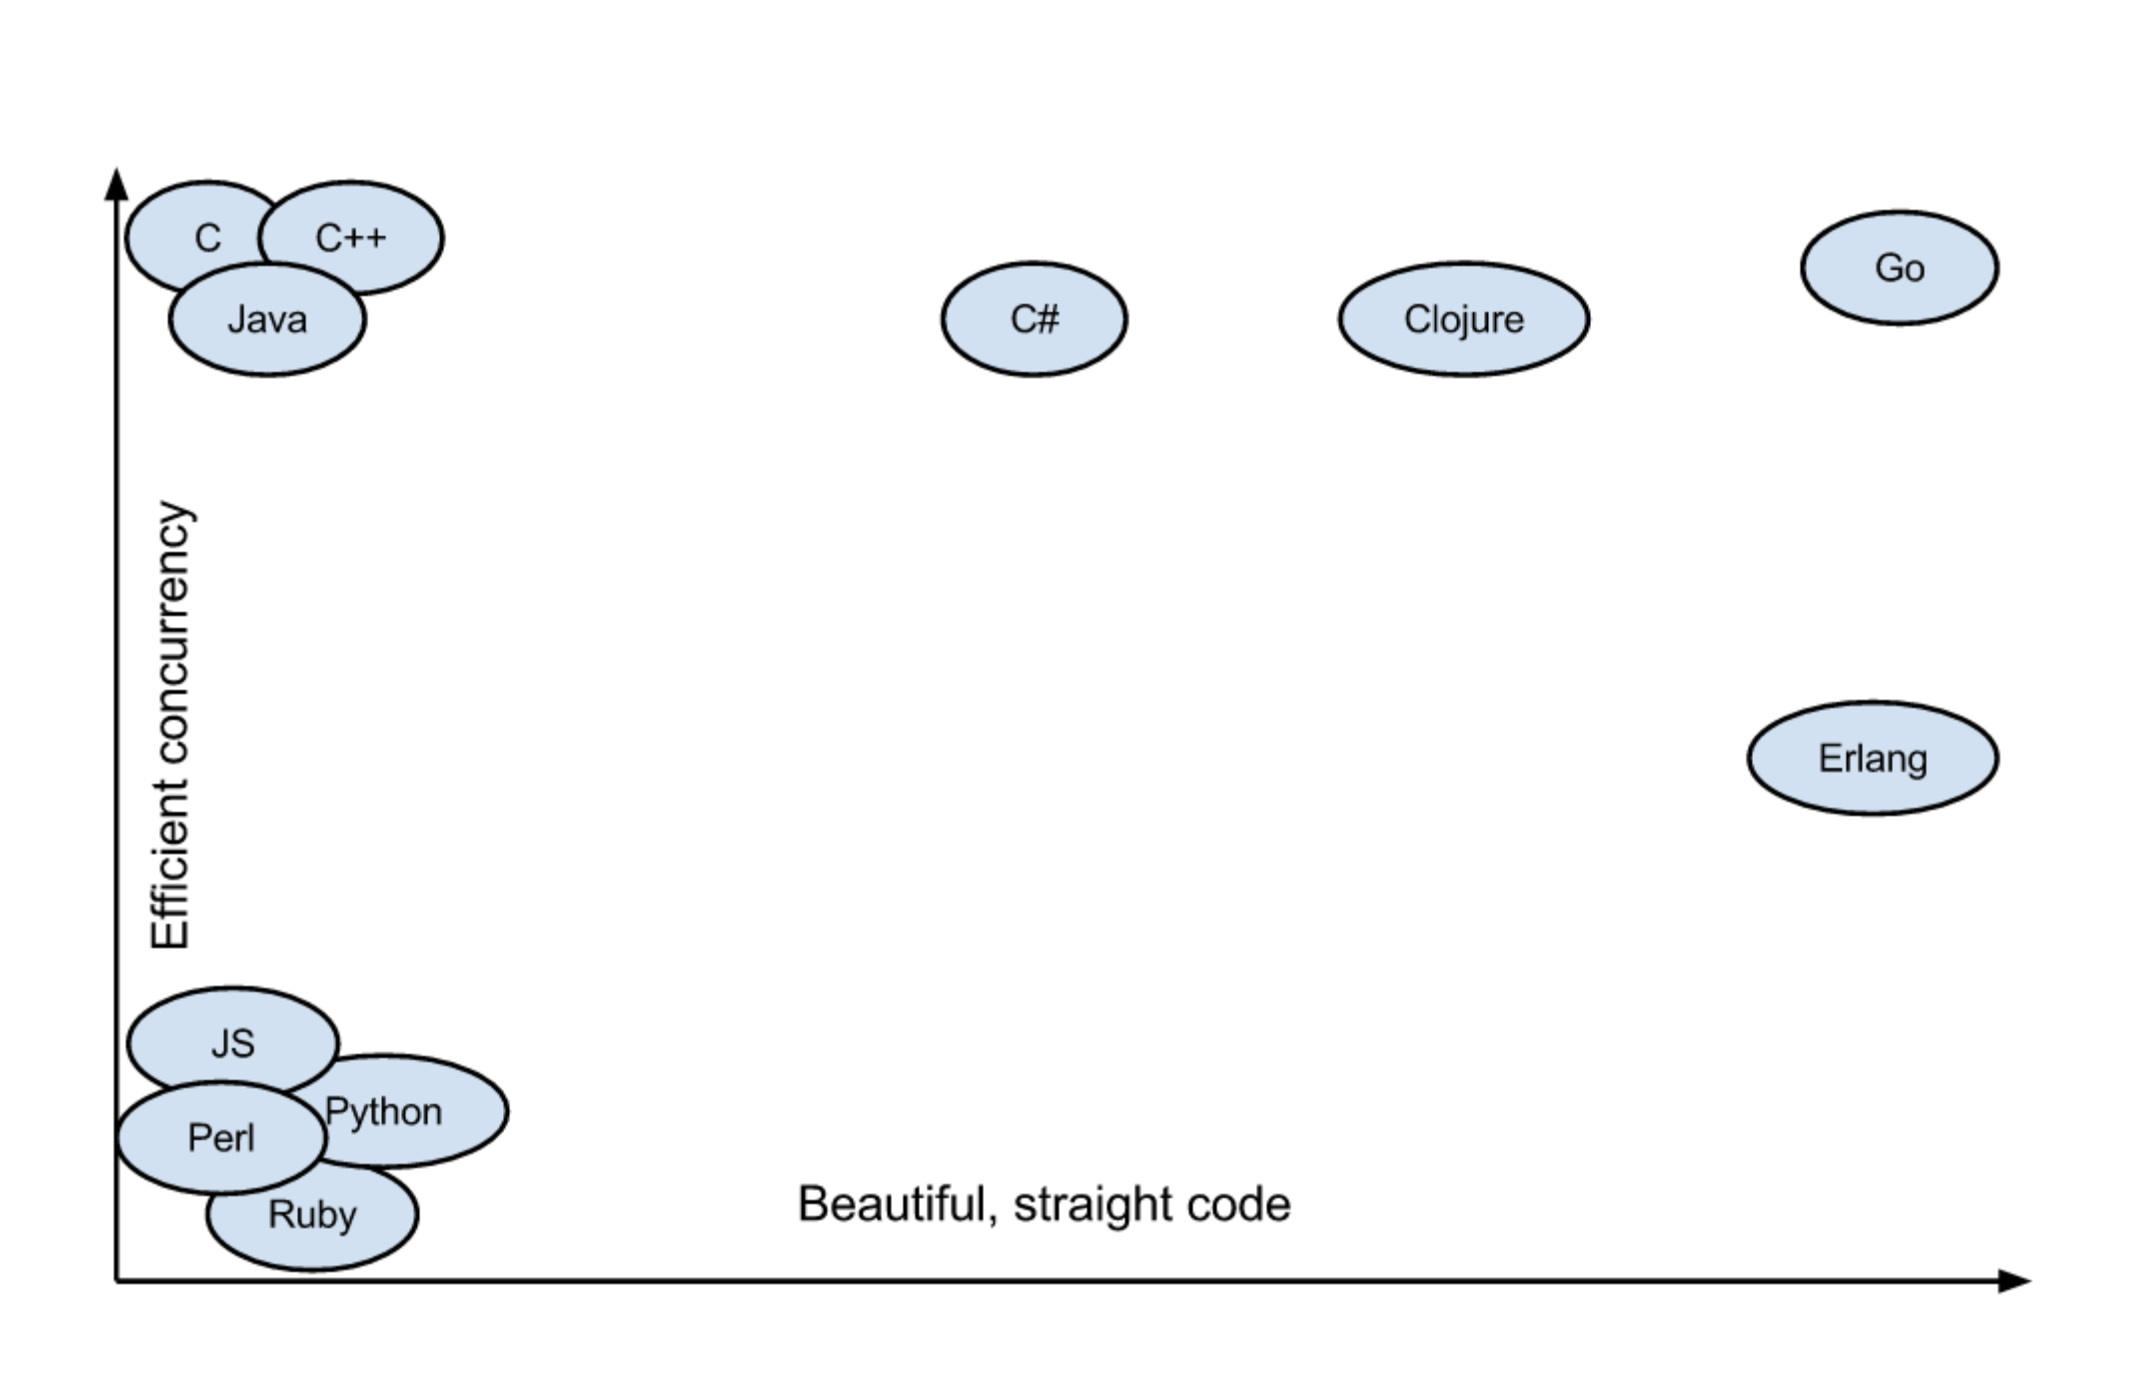 C
C++
Java
C#
Clojure
Go
Efficient concurrency
Erlang
JS
Python
Perl
Ruby
Beautiful, straight code